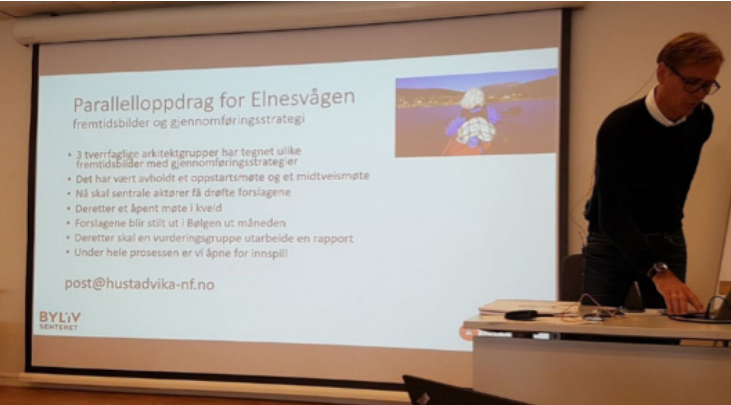 Parallelloppdrag for Elnesvågen
fremtidsbilder og gjennomføringsstrategi
• 3 tverrfaglige arkitektgrupper har tegnet ulike
fremtidsbilder med gjennomføringsstrategier
• Det har vært avholdt et oppstartsmøte og et midtveismøte
• Nå skal sentrale aktører få drøfte forslagene
• Deretter et åpent møte i kveld
• Forslagene blir stilt ut i Bølgen ut måneden
• Deretter skal en vurderingsgruppe utarbeide en rapport
• Under hele prosessen er vi åpne for innspill
post@hustadvika-nf.no
BYLIV
SENTERET